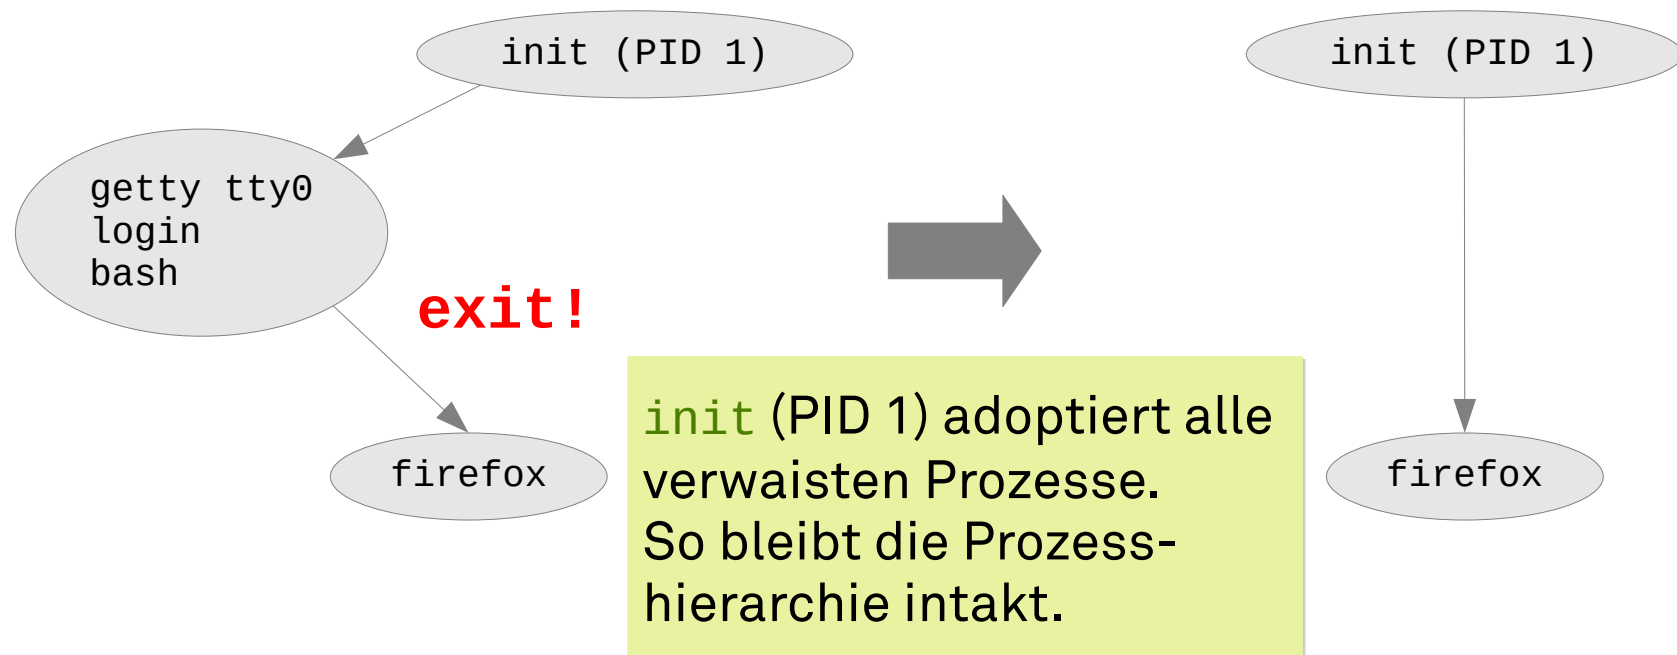 init (PID 1)
getty tty0
login
bash
exit!
firefox
init (PID 1) adoptiert alle
verwaisten Prozesse.
So bleibt die Prozess-
hierarchie intakt.
init (PID 1)
firefox